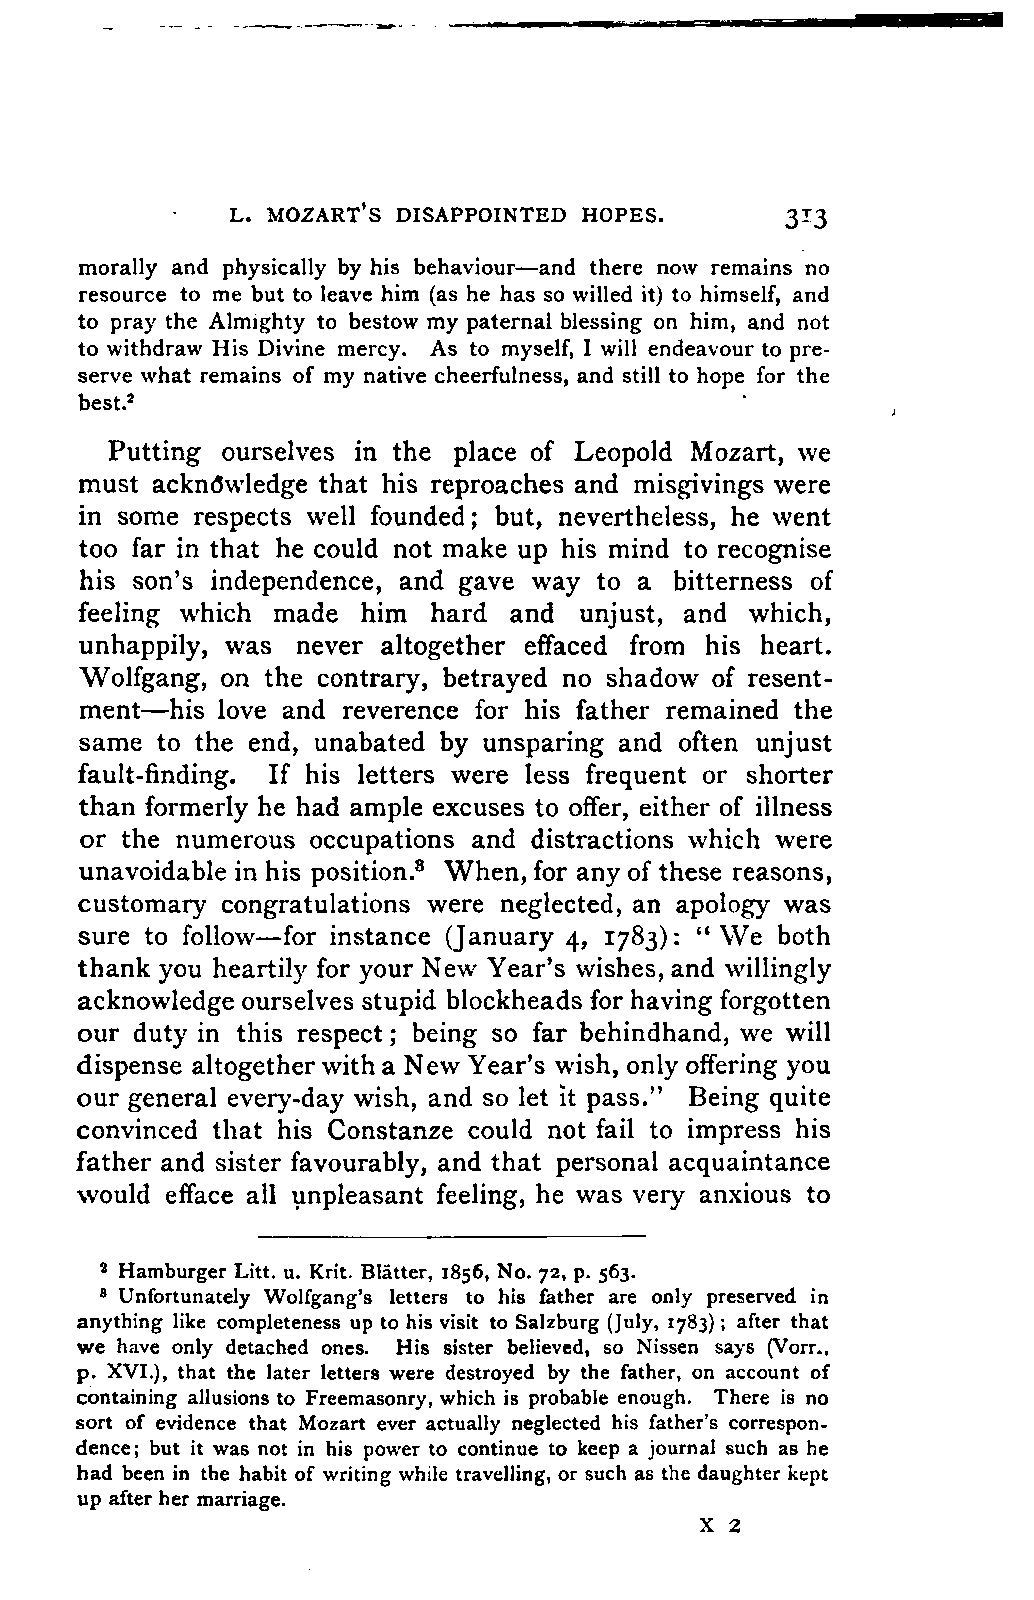 L. MOZART'S DISAPPOINTED HOPES. 313
morally and physically by his behaviour—and there now remains no
resource to me but to leave him (as he has so willed it) to himself, and
to pray the Almighty to bestow my paternal blessing on him, and not
to withdraw His Divine mercy. As to myself, I will endeavour to pre-
serve what remains of my native cheerfulness, and still to hope for the
best.²
Putting ourselves in the place of Leopold Mozart, we
must acknówledge that his reproaches and misgivings were
in some respects well founded; but, nevertheless, he went
too far in that he could not make up his mind to recognise
his son's independence, and gave way to a bitterness of
feeling which made him hard and unjust, and which,
unhappily, was never altogether effaced from his heart.
Wolfgang, on the contrary, betrayed no shadow of resent-
ment—his love and reverence for his father remained the
same to the end, unabated by unsparing and often unjust
fault-finding. If his letters were less frequent or shorter
than formerly he had ample excuses to offer, either of illness
or the numerous occupations and distractions which were
unavoidable in his position.³ When, for any of these reasons,
customary congratulations were neglected, an apology was
sure to follow—for instance (January 4, 1783): "We both
thank you heartily for your New Year's wishes, and willingly
acknowledge ourselves stupid blockheads for having forgotten
our duty in this respect; being so far behindhand, we will
dispense altogether with a New Year's wish, only offering you
our general every-day wish, and so let it pass." Being quite
convinced that his Constanze could not fail to impress his
father and sister favourably, and that personal acquaintance
would efface all unpleasant feeling, he was very anxious to
² Hamburger Litt. u. Krit. Blätter, 1856, No. 72, p. 563.
³ Unfortunately Wolfgang's letters to his father are only preserved in
anything like completeness up to his visit to Salzburg (July, 1783); after that
we have only detached ones. His sister believed, so Nissen says (Vorr.,
p. XVI.), that the later letters were destroyed by the father, on account of
containing allusions to Freemasonry, which is probable enough. There is no
sort of evidence that Mozart ever actually neglected his father's correspon-
dence; but it was not in his power to continue to keep a journal such as he
had been in the habit of writing while travelling, or such as the daughter kept
up after her marriage.
X 2